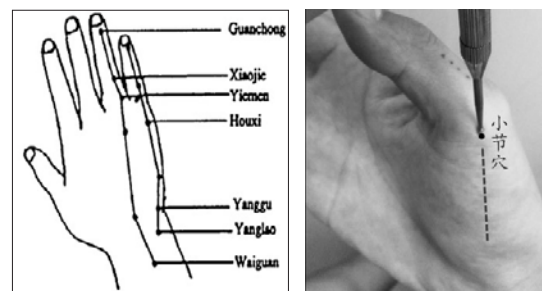 Guanchong
Xiaojie
Yiemen
Houxi
Yanggu
Yanglao
Waiguan
小节穴